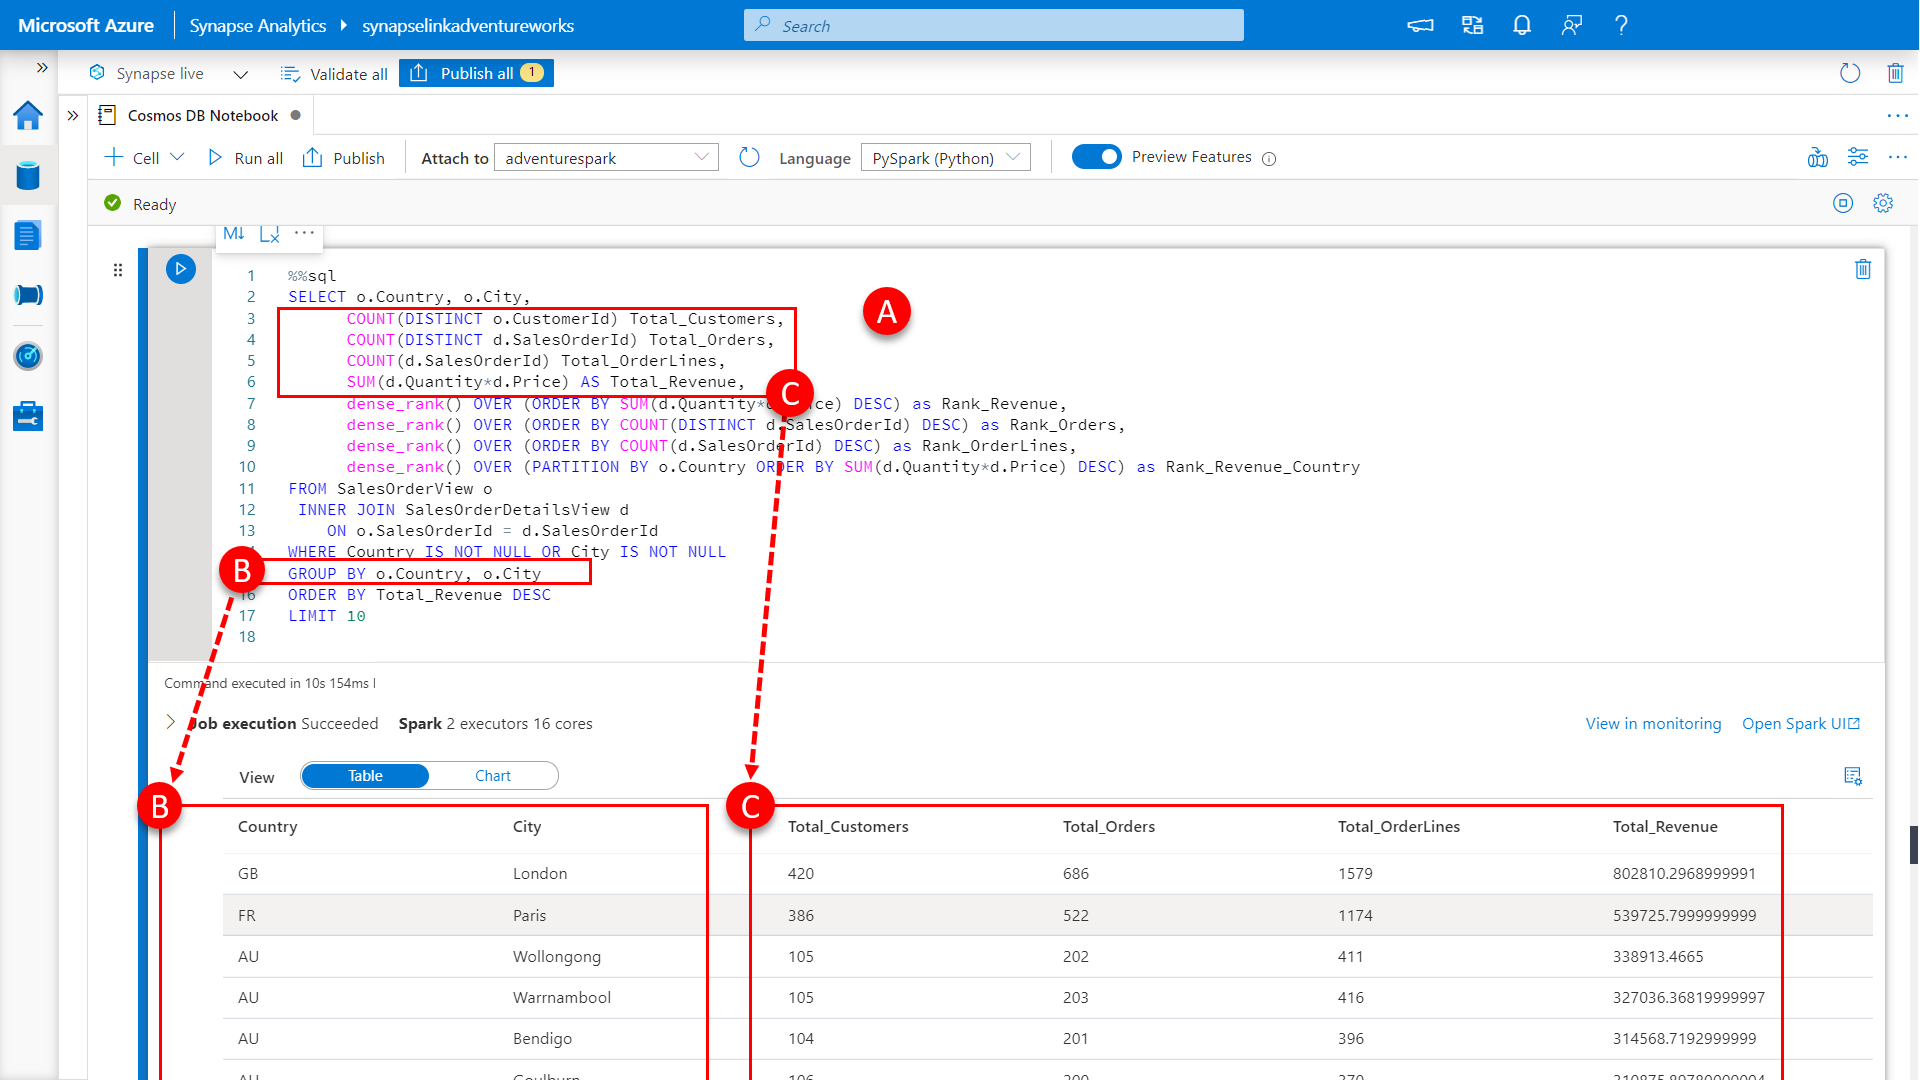 Microsoft Azure
Synapse Analytics
synapselinkadventureworks
Search
Synapse live
Validate all
Publish all 1
Cosmos DB Notebook
Cell
Run all
Publish
Attach to
adventurespark
Language
PySpark (Python)
Preview Features
Ready
M↓
1 %%sql
2 SELECT o.Country, o.City,
3 COUNT(DISTINCT o.CustomerId) Total_Customers,
4 COUNT(DISTINCT d.SalesOrderId) Total_Orders,
5 COUNT(d.SalesOrderId) Total_OrderLines,
6 SUM(d.Quantity*d.Price) AS Total_Revenue,
A
C
7 dense_rank() OVER (ORDER BY SUM(d.Quantity*d.Price) DESC) as Rank_Revenue,
8 dense_rank() OVER (ORDER BY COUNT(DISTINCT d.SalesOrderId) DESC) as Rank_Orders,
9 dense_rank() OVER (ORDER BY COUNT(d.SalesOrderId) DESC) as Rank_OrderLines,
10 dense_rank() OVER (PARTITION BY o.Country ORDER BY SUM(d.Quantity*d.Price) DESC) as Rank_Revenue_Country
11 FROM SalesOrderView o
12 INNER JOIN SalesOrderDetailsView d
13 ON o.SalesOrderId = d.SalesOrderId
WHERE Country IS NOT NULL OR City IS NOT NULL
B
GROUP BY o.Country, o.City
16 ORDER BY Total_Revenue DESC
17 LIMIT 10
18
Command executed in 10s 154ms
Job execution Succeeded Spark 2 executors 16 cores
View in monitoring
Open Spark UI
View
Table
Chart
B
C
Country City Total_Customers Total_Orders Total_OrderLines Total_Revenue
GB London 420 686 1579 802810.2968999991
FR Paris 386 522 1174 539725.7999999999
AU Wollongong 105 202 411 338913.4665
AU Warrnambool 105 203 416 327036.36819999997
AU Bendigo 104 201 396 314568.7192999999
AU Goulburn 106 200 370